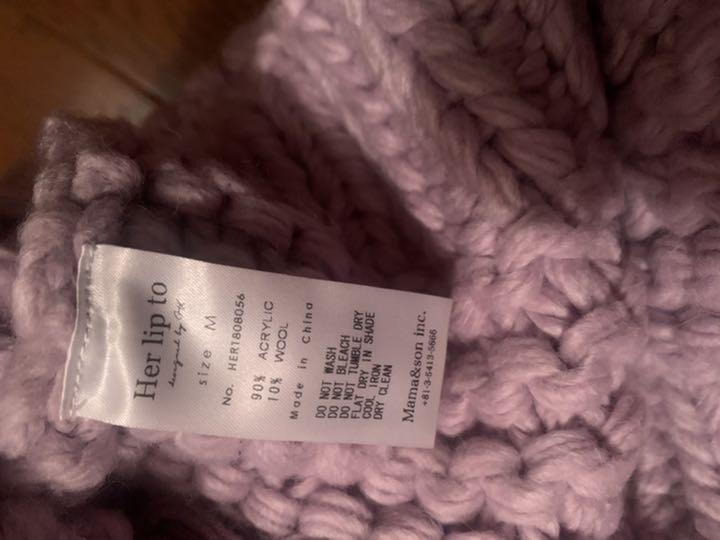 Her lip to
size M
No. HER1808056
90% ACRYLIC
10% WOOL
Made in China
DO NOT WASH
DO NOT BLEACH
DO NOT TUMBLE DRY
FLAT DRY IN SHADE
COOL IRON
DRY CLEAN
Mama&son inc.
+81-3-5413-5666